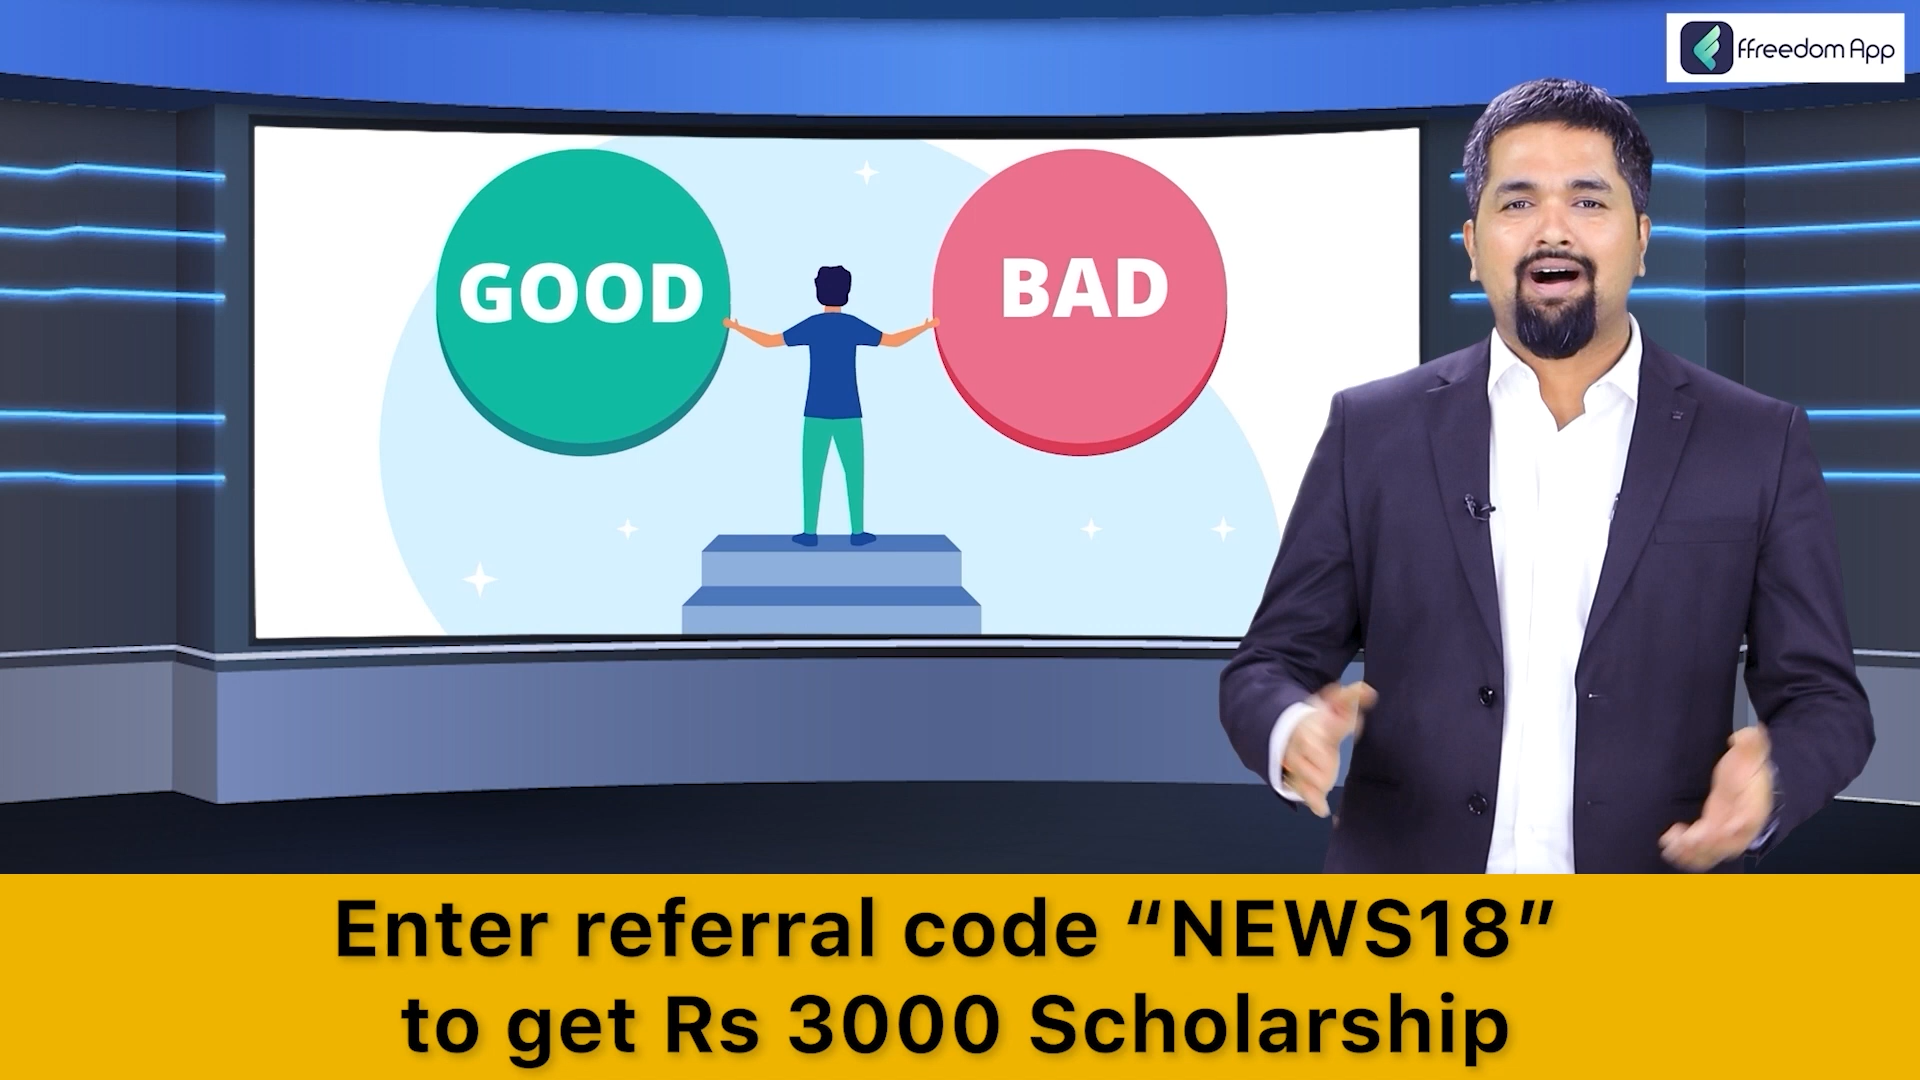 ffreedom App
GOOD
BAD
Enter referral code “NEWS18”
to get Rs 3000 Scholarship